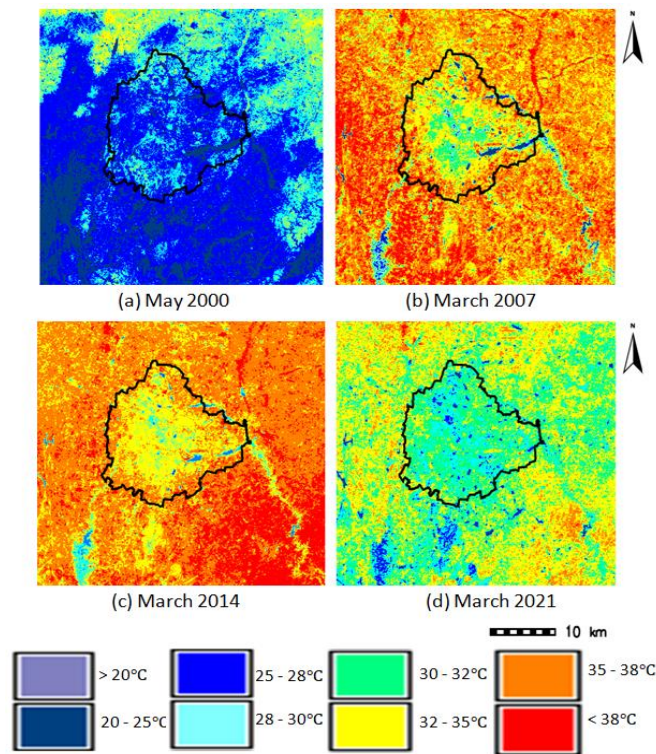 N
(a) May 2000
(b) March 2007
N
(c) March 2014
(d) March 2021
10 km
> 20°C
25 - 28°C
30 - 32°C
35 - 38°C
20 - 25°C
28 - 30°C
32 - 35°C
< 38°C